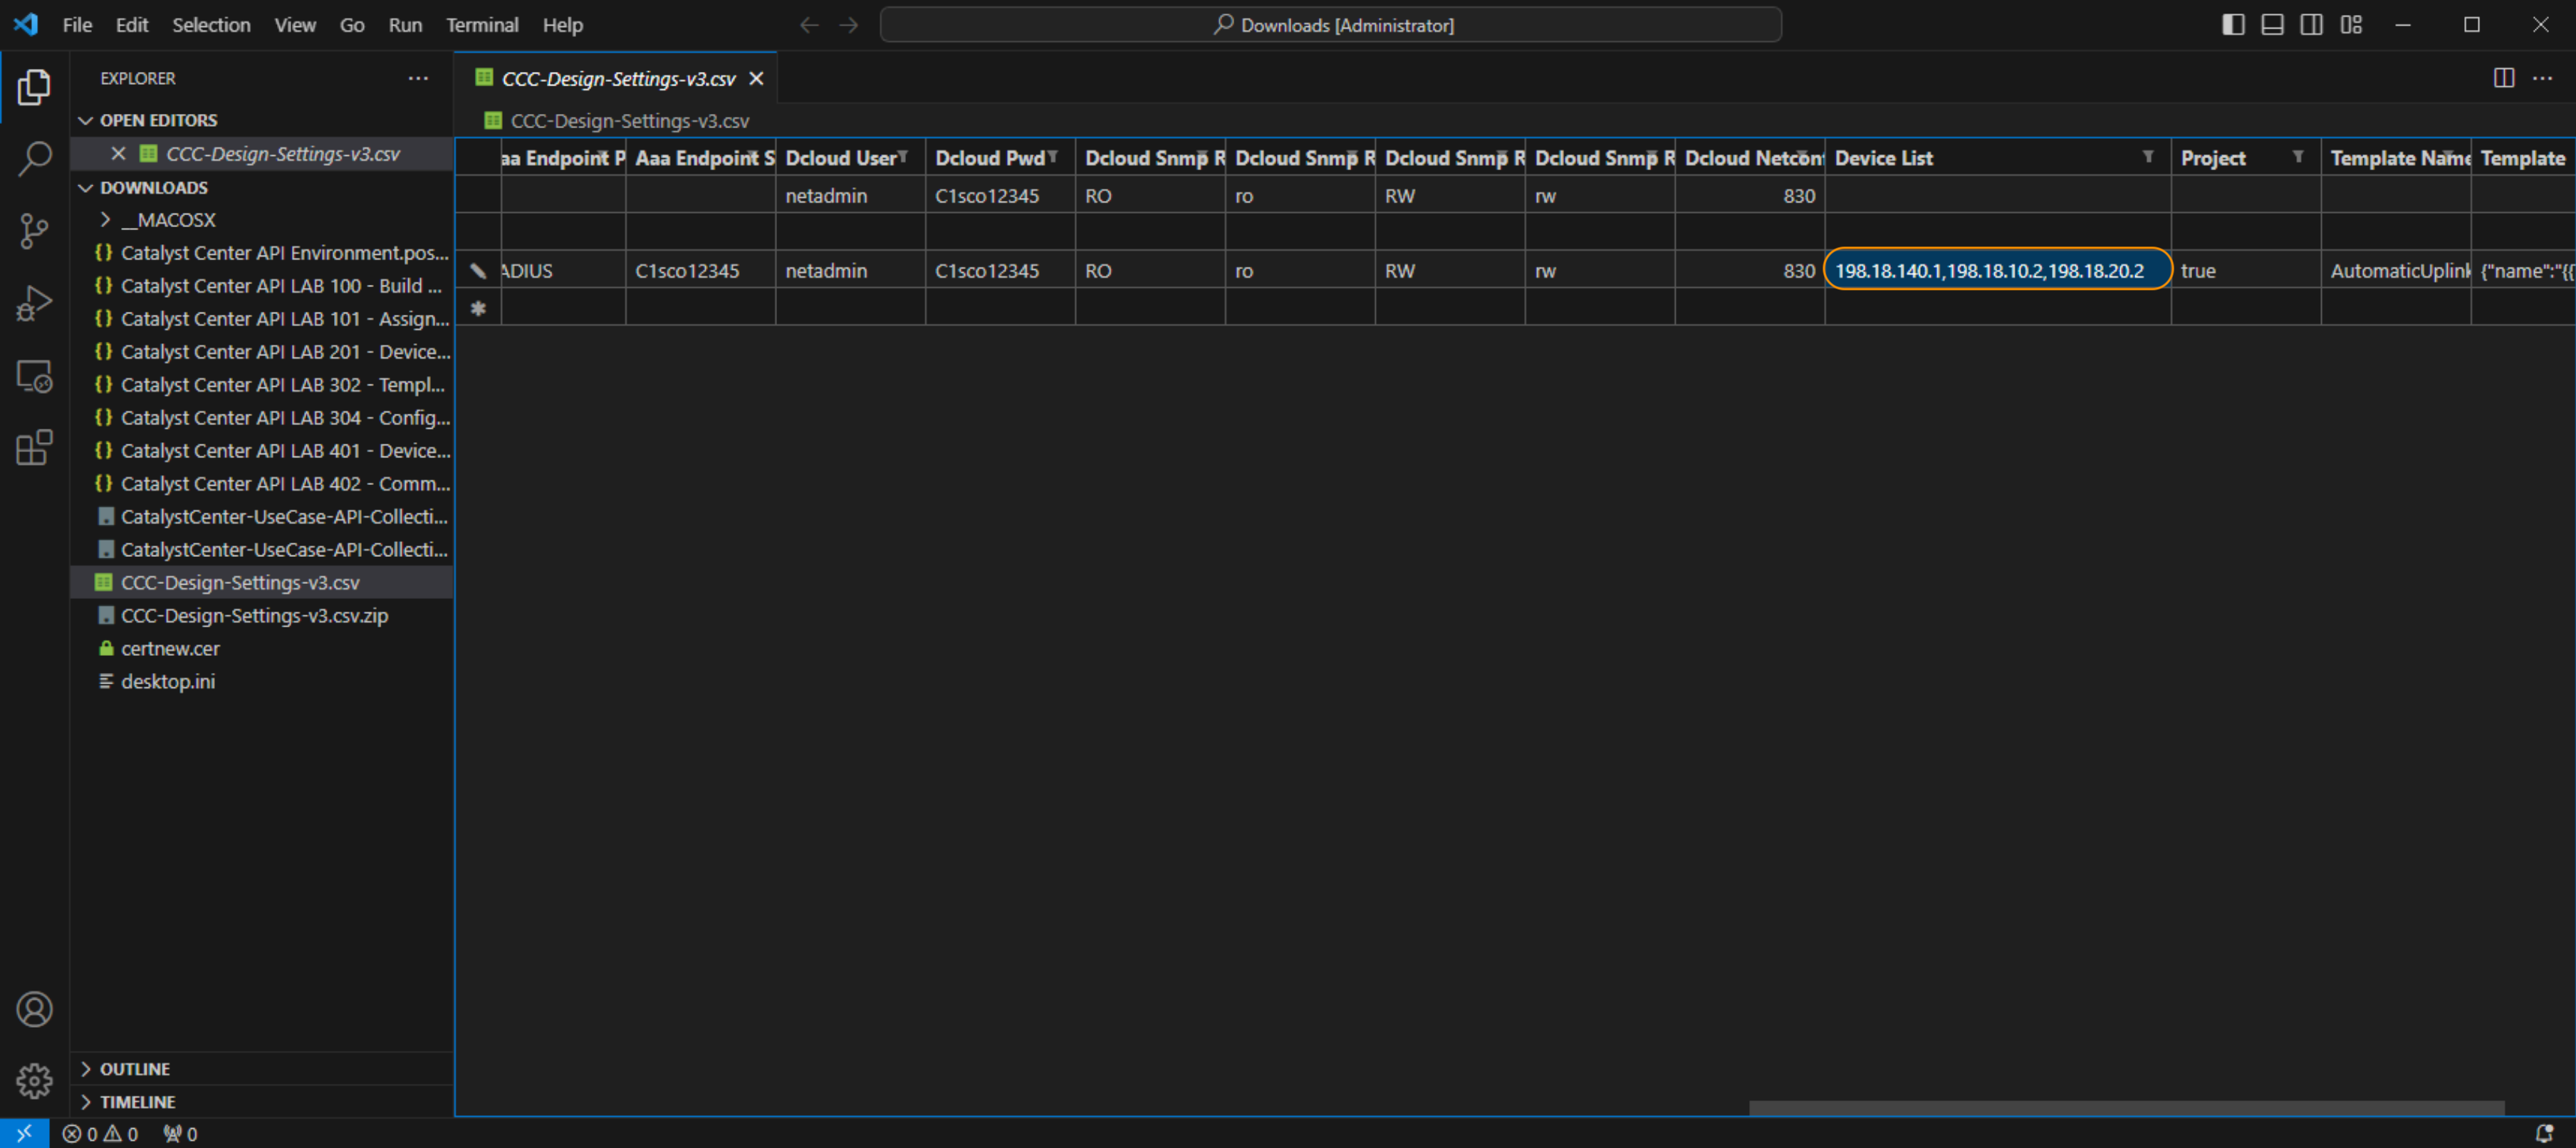 File Edit Selection View Go Run Terminal Help
Downloads [Administrator]
EXPLORER
CCC-Design-Settings-v3.csv
OPEN EDITORS
CCC-Design-Settings-v3.csv
CCC-Design-Settings-v3.csv
DOWNLOADS
__MACOSX
Catalyst Center API Environment.pos...
Catalyst Center API LAB 100 - Build ...
Catalyst Center API LAB 101 - Assign...
Catalyst Center API LAB 201 - Device...
Catalyst Center API LAB 302 - Templ...
Catalyst Center API LAB 304 - Config...
Catalyst Center API LAB 401 - Device...
Catalyst Center API LAB 402 - Comm...
CatalystCenter-UseCase-API-Collecti...
CatalystCenter-UseCase-API-Collecti...
CCC-Design-Settings-v3.csv
CCC-Design-Settings-v3.csv.zip
certnew.cer
desktop.ini
OUTLINE
TIMELINE
aa Endpoint P Aaa Endpoint S Dcloud User Dcloud Pwd Dcloud Snmp R Dcloud Snmp R Dcloud Snmp R Dcloud Snmp R Dcloud Netcon Device List Project Template Name Template
netadmin C1sco12345 RO ro RW rw 830
ADIUS C1sco12345 netadmin C1sco12345 RO ro RW rw 830 198.18.140.1,198.18.10.2,198.18.20.2 true AutomaticUplink {"name":"{{
0 0 0